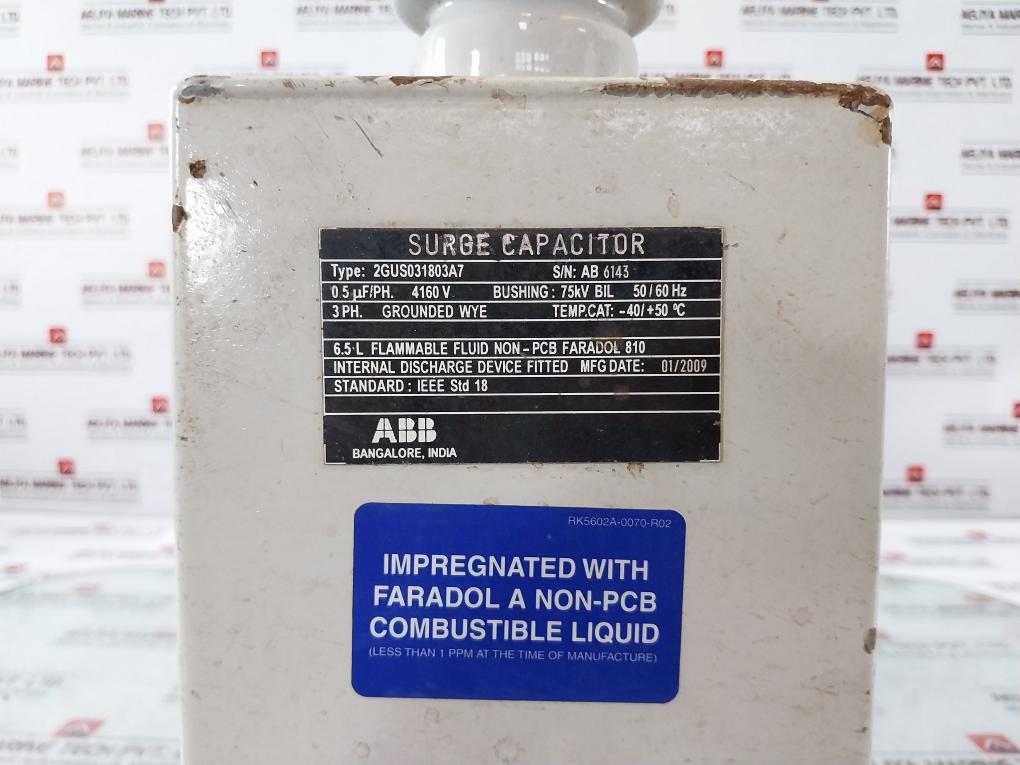 SURGE CAPACITOR
Type: 2GUS031803A7 S/N: AB 6143
0.5 µF/PH. 4160 V BUSHING : 75kV BIL 50 / 60 Hz
3 PH. GROUNDED WYE TEMP.CAT: -40/+50 °C
6.5 L FLAMMABLE FLUID NON-PCB FARADOL 810
INTERNAL DISCHARGE DEVICE FITTED MFG DATE: 01/2009
STANDARD : IEEE Std 18
ABB
BANGALORE, INDIA
RK5602A-0070-R02
IMPREGNATED WITH
FARADOL A NON-PCB
COMBUSTIBLE LIQUID
(LESS THAN 1 PPM AT THE TIME OF MANUFACTURE)